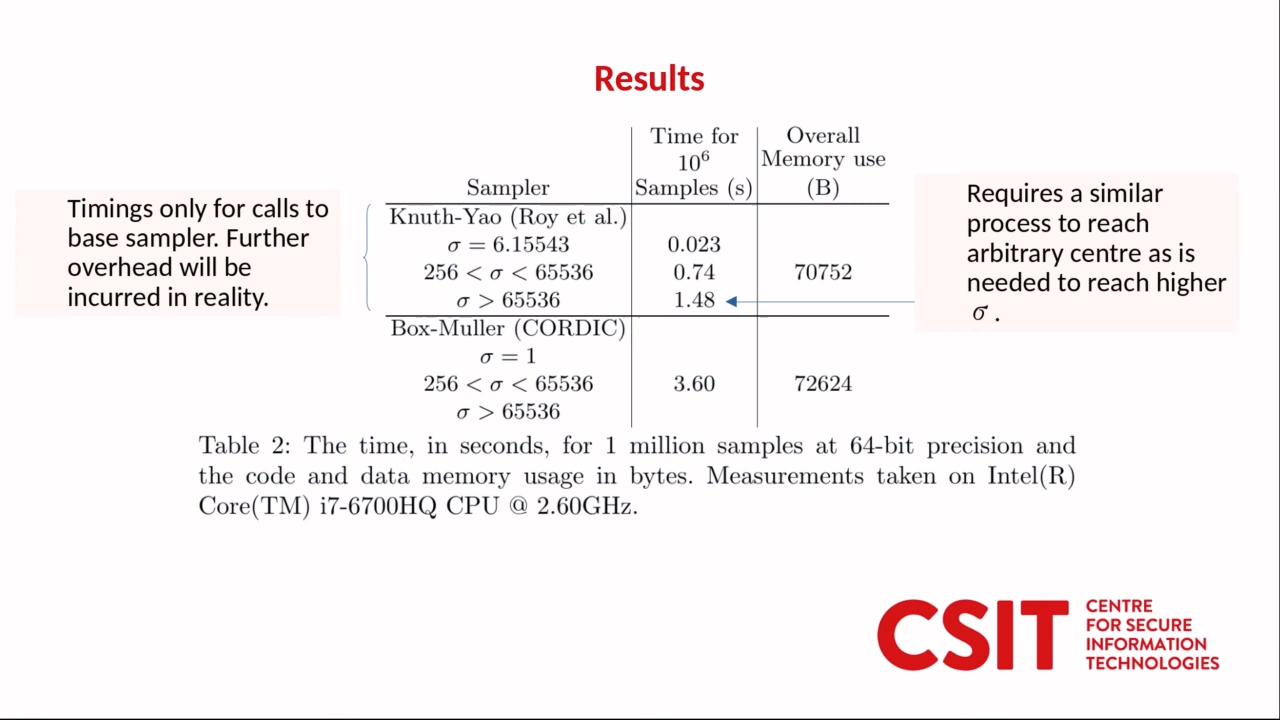 Results
Time for
10⁶
Samples (s)
Overall
Memory use
(B)
Sampler
Knuth-Yao (Roy et al.)
σ = 6.15543
0.023
256 < σ < 65536
0.74
70752
σ > 65536
1.48
Box-Muller (CORDIC)
σ = 1
256 < σ < 65536
3.60
72624
σ > 65536
Timings only for calls to
base sampler. Further
overhead will be
incurred in reality.
Requires a similar
process to reach
arbitrary centre as is
needed to reach higher
σ .
Table 2: The time, in seconds, for 1 million samples at 64-bit precision and
the code and data memory usage in bytes. Measurements taken on Intel(R)
Core(TM) i7-6700HQ CPU @ 2.60GHz.
CSIT
CENTRE
FOR SECURE
INFORMATION
TECHNOLOGIES